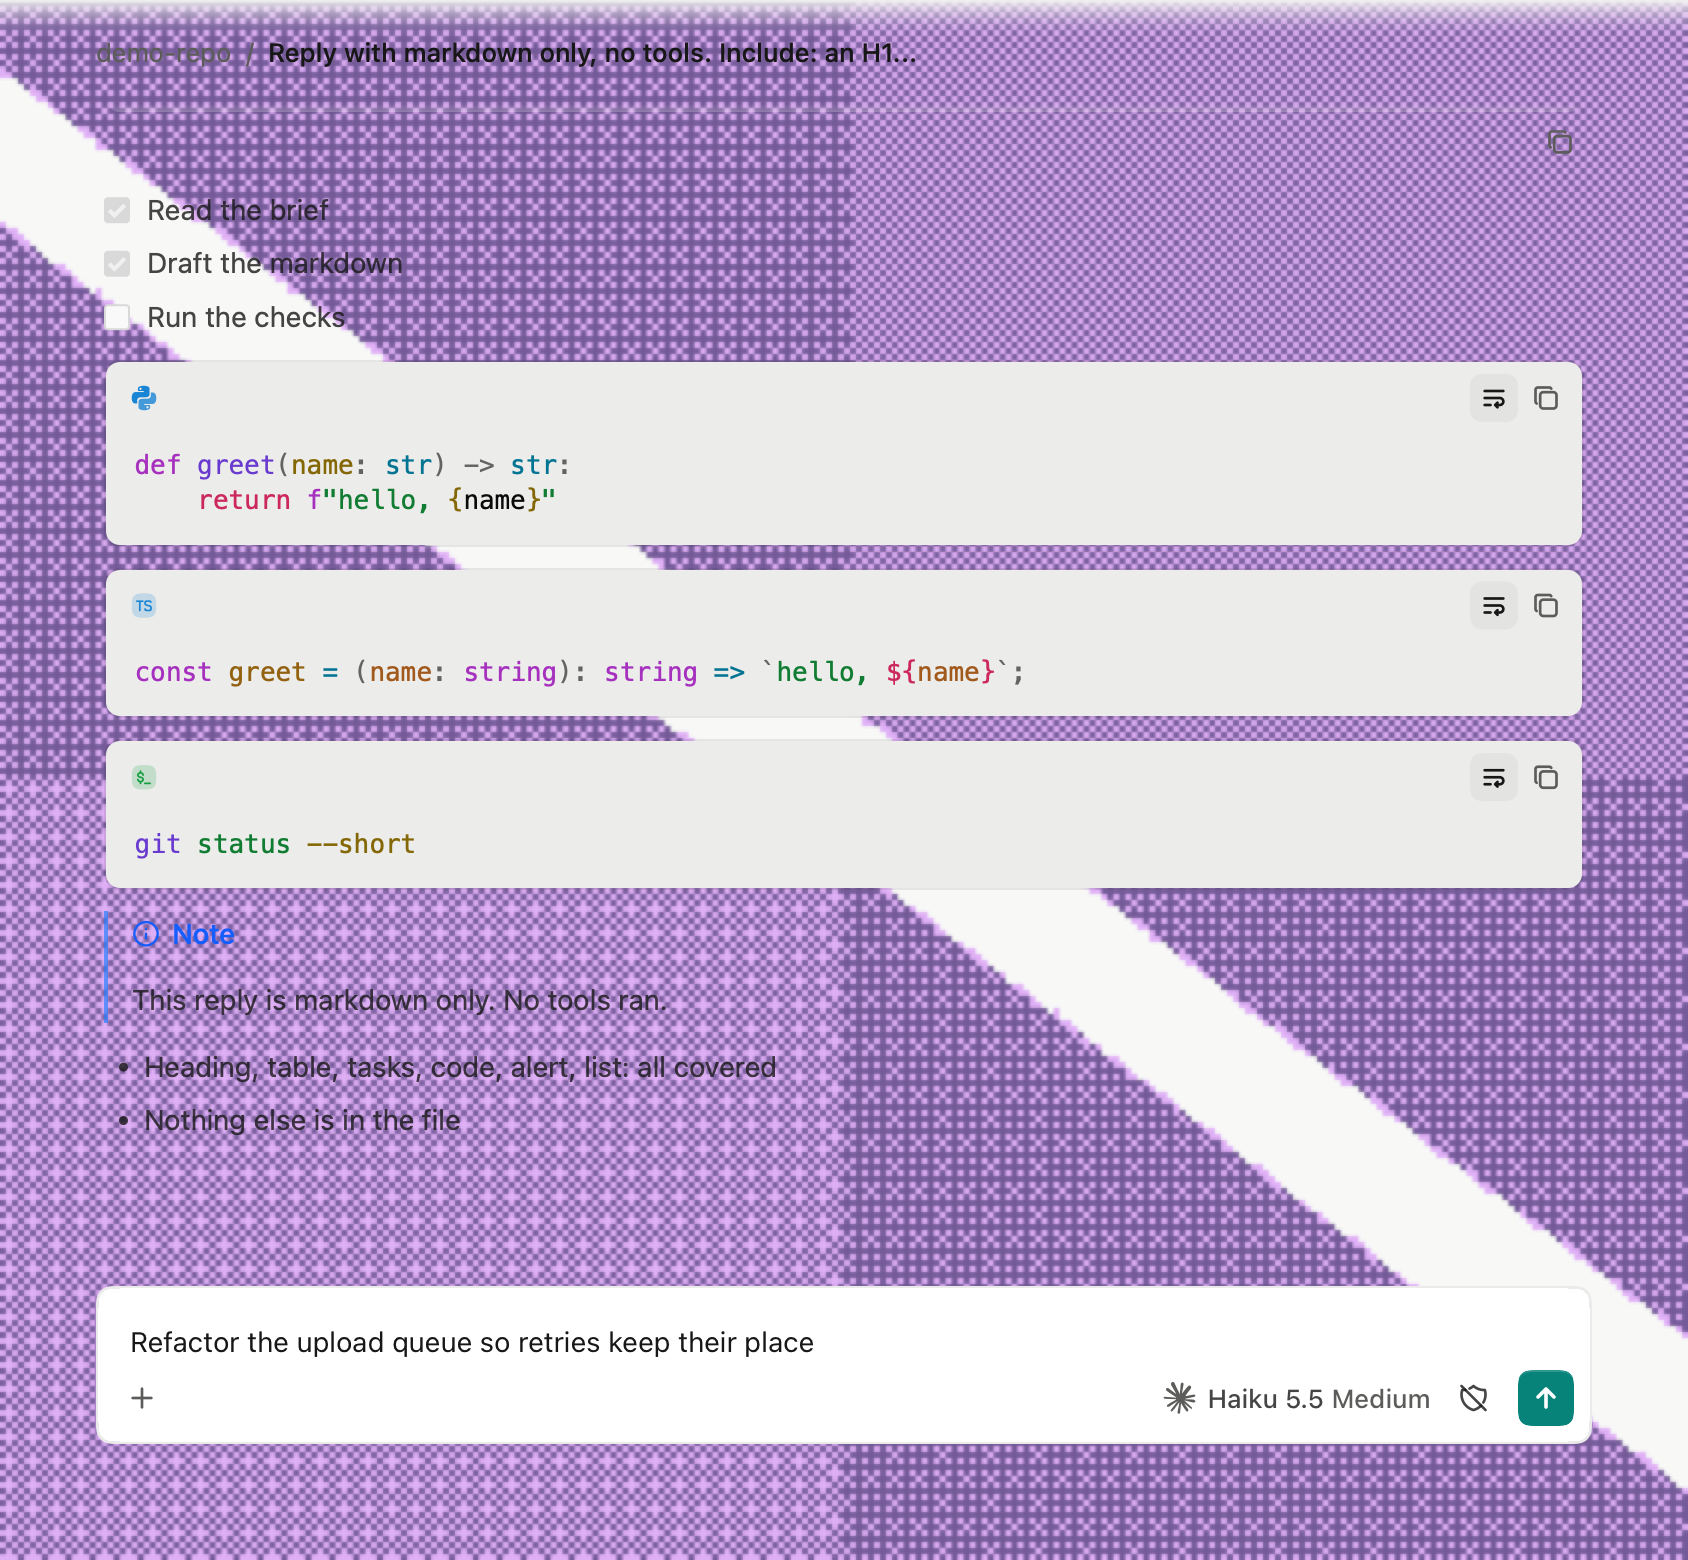 demo-repo / Reply with markdown only, no tools. Include: an H1...
Read the brief
Draft the markdown
Run the checks
def greet(name: str) -> str:
    return f"hello, {name}"
TS
const greet = (name: string): string => `hello, ${name}`;
$_
git status --short
Note
This reply is markdown only. No tools ran.
• Heading, table, tasks, code, alert, list: all covered
• Nothing else is in the file
Refactor the upload queue so retries keep their place
Haiku 5.5 Medium